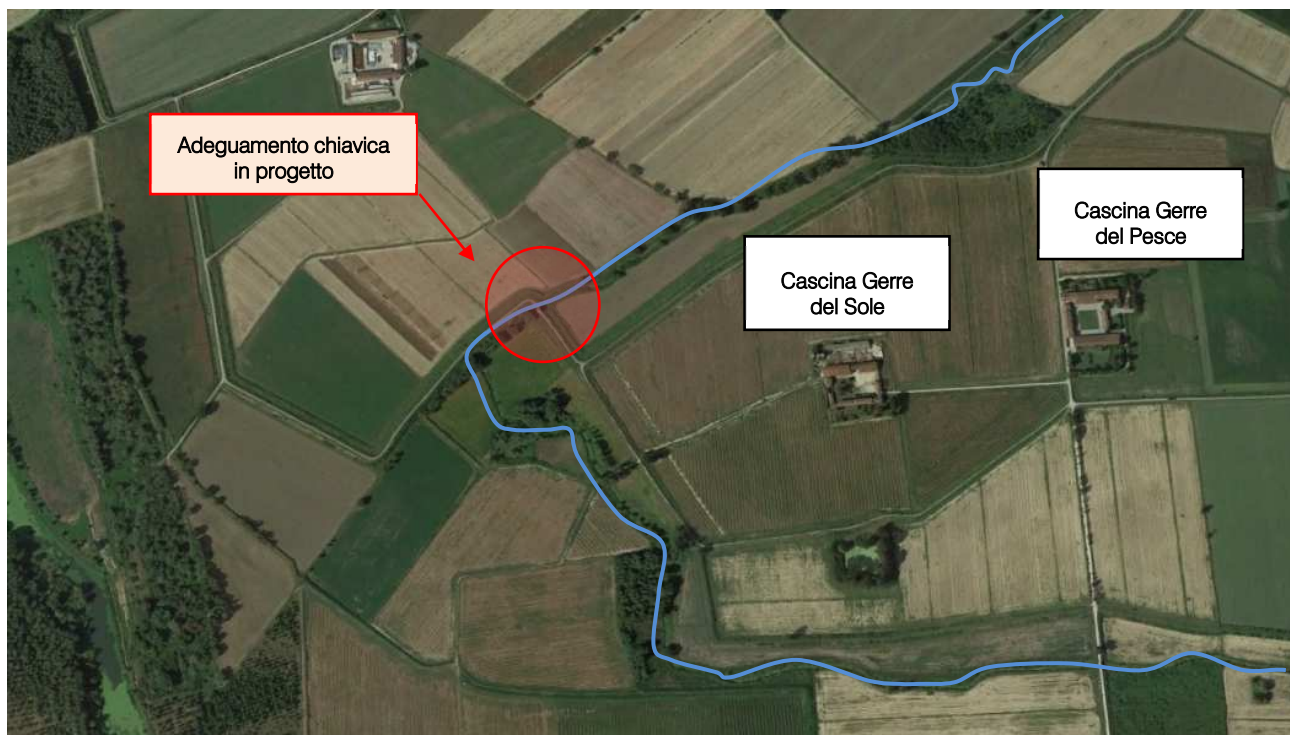 Adeguamento chiavica
in progetto
Cascina Gerre
del Pesce
Cascina Gerre
del Sole